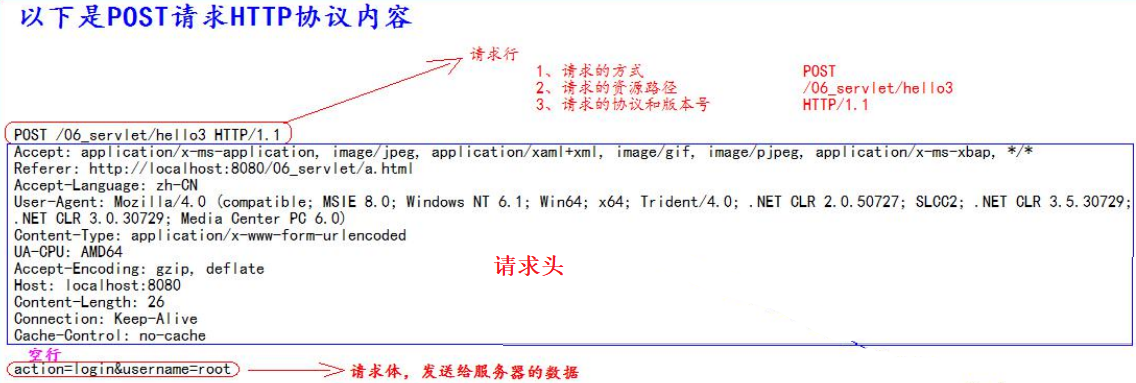 以下是POST请求HTTP协议内容
请求行
1、请求的方式 POST
2、请求的资源路径 /06_servlet/hello3
3、请求的协议和版本号 HTTP/1.1
POST /06_servlet/hello3 HTTP/1.1
Accept: application/x-ms-application, image/jpeg, application/xaml+xml, image/gif, image/pjpeg, application/x-ms-xbap, */*
Referer: http://localhost:8080/06_servlet/a.html
Accept-Language: zh-CN
User-Agent: Mozilla/4.0 (compatible; MSIE 8.0; Windows NT 6.1; Win64; x64; Trident/4.0; .NET CLR 2.0.50727; SLCC2; .NET CLR 3.5.30729;
.NET CLR 3.0.30729; Media Center PC 6.0)
Content-Type: application/x-www-form-urlencoded
UA-CPU: AMD64
Accept-Encoding: gzip, deflate
请求头
Host: localhost:8080
Content-Length: 26
Connection: Keep-Alive
Cache-Control: no-cache
空行
action=login&username=root 请求体，发送给服务器的数据